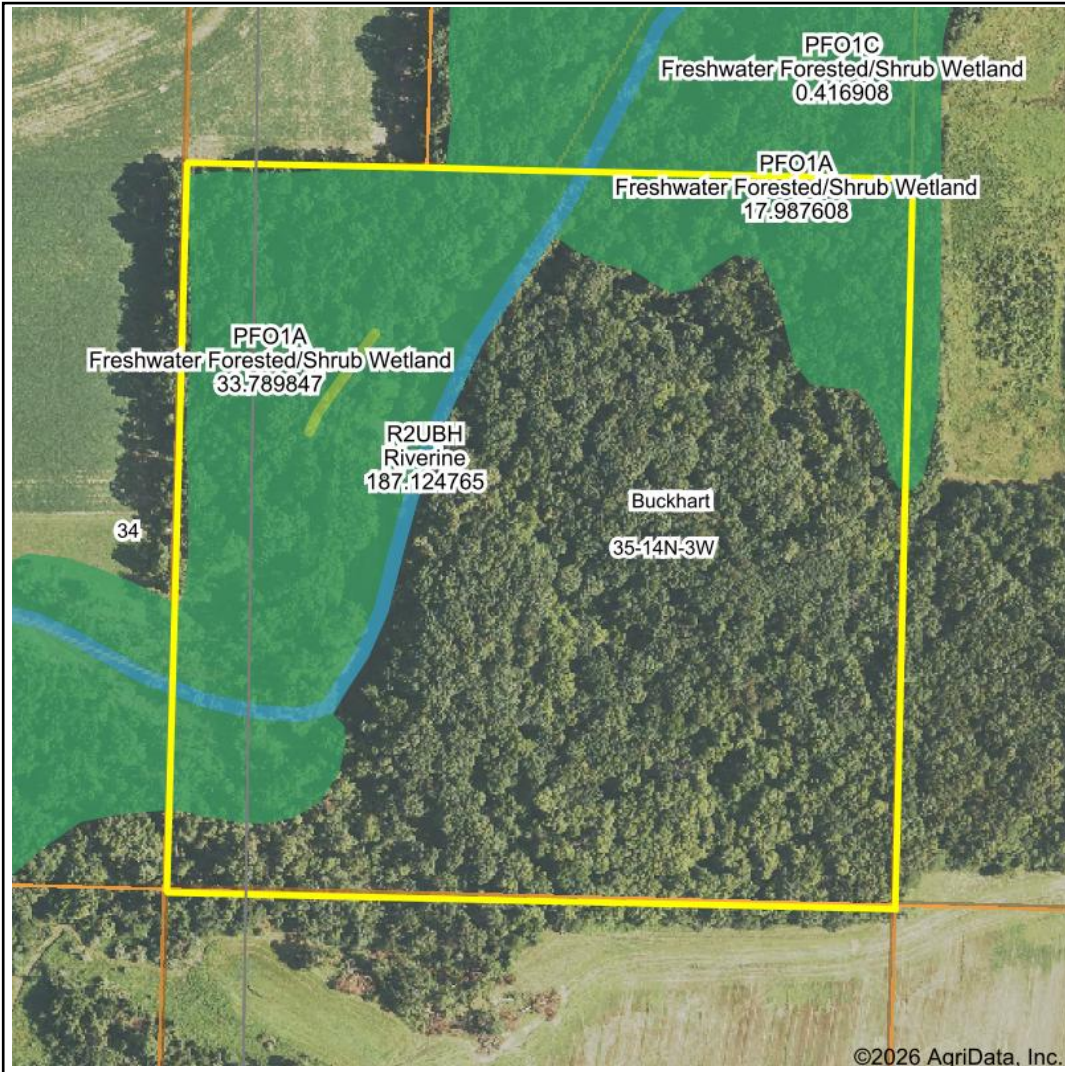 PFO1C
Freshwater Forested/Shrub Wetland
0.416908
PFO1A
Freshwater Forested/Shrub Wetland
17.987608
PFO1A
Freshwater Forested/Shrub Wetland
33.789847
R2UBH
Riverine
187.124765
Buckhart
34
35-14N-3W
©2026 AgriData, Inc.